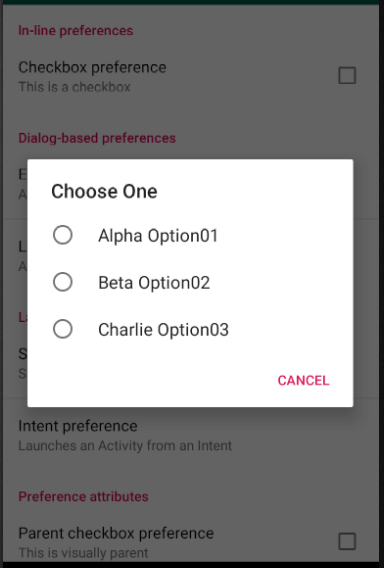 In-line preferences
Checkbox preference
This is a checkbox
Dialog-based preferences
Choose One
Alpha Option01
Beta Option02
Charlie Option03
CANCEL
Intent preference
Launches an Activity from an Intent
Preference attributes
Parent checkbox preference
This is visually parent